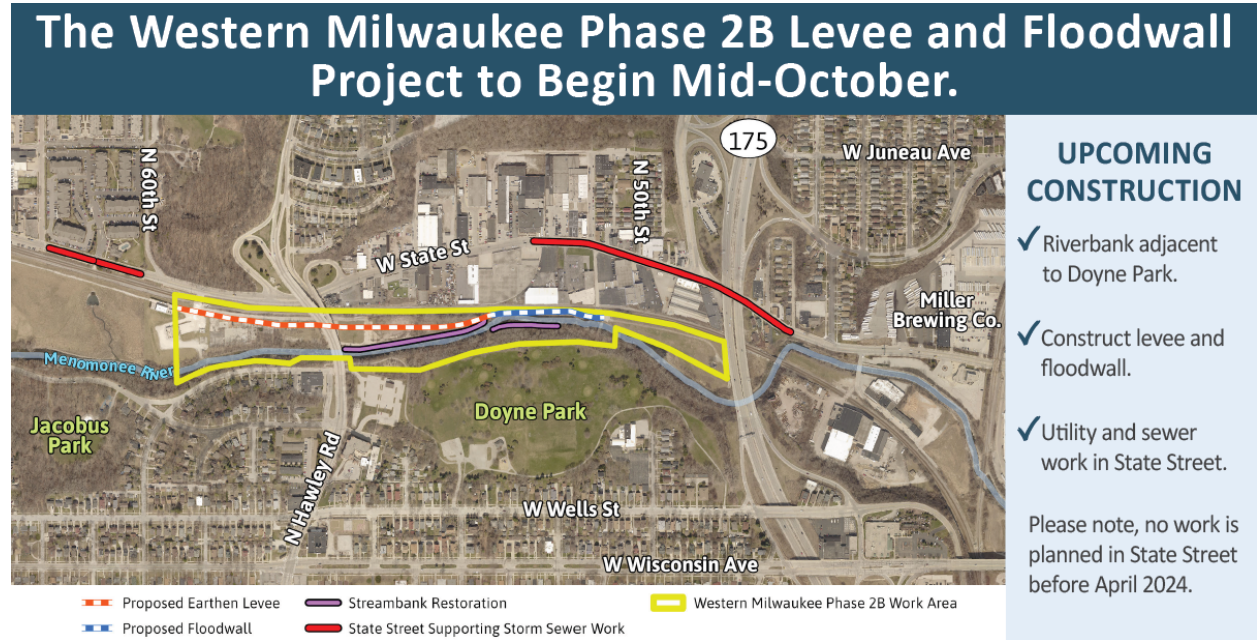 The Western Milwaukee Phase 2B Levee and Floodwall
Project to Begin Mid-October.
N 60th St
W State St
N 50th St
175
W Juneau Ave
Miller
Brewing Co.
Menomonee River
Jacobus
Park
Doyne Park
N Hawley Rd
W Wells St
W Wisconsin Ave
UPCOMING
CONSTRUCTION
✓ Riverbank adjacent
to Doyne Park.
✓ Construct levee and
floodwall.
✓ Utility and sewer
work in State Street.
Please note, no work is
planned in State Street
before April 2024.
Proposed Earthen Levee
Streambank Restoration
Western Milwaukee Phase 2B Work Area
Proposed Floodwall
State Street Supporting Storm Sewer Work